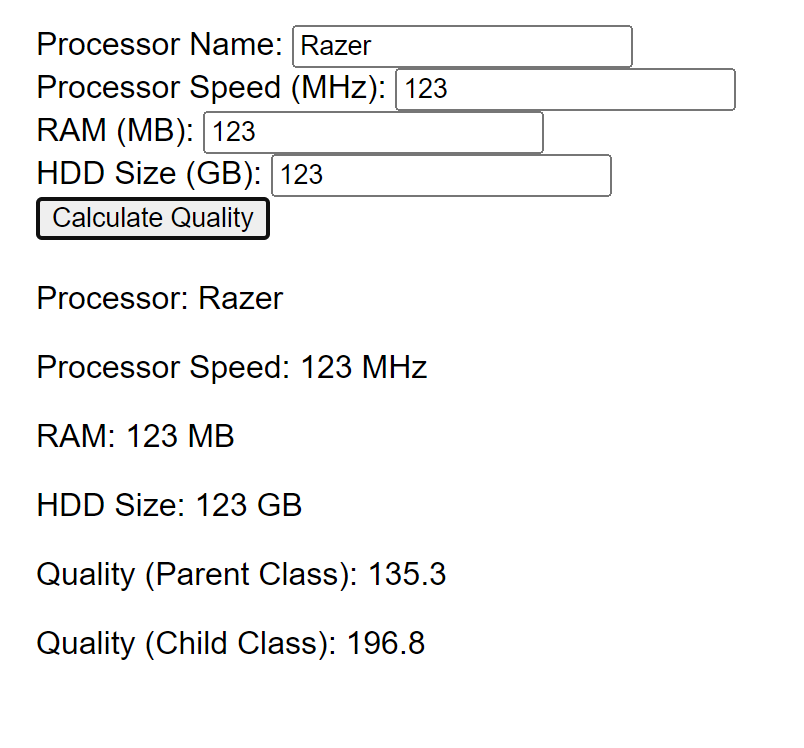 Processor Name: Razer
Processor Speed (MHz): 123
RAM (MB): 123
HDD Size (GB): 123
Calculate Quality
Processor: Razer
Processor Speed: 123 MHz
RAM: 123 MB
HDD Size: 123 GB
Quality (Parent Class): 135.3
Quality (Child Class): 196.8